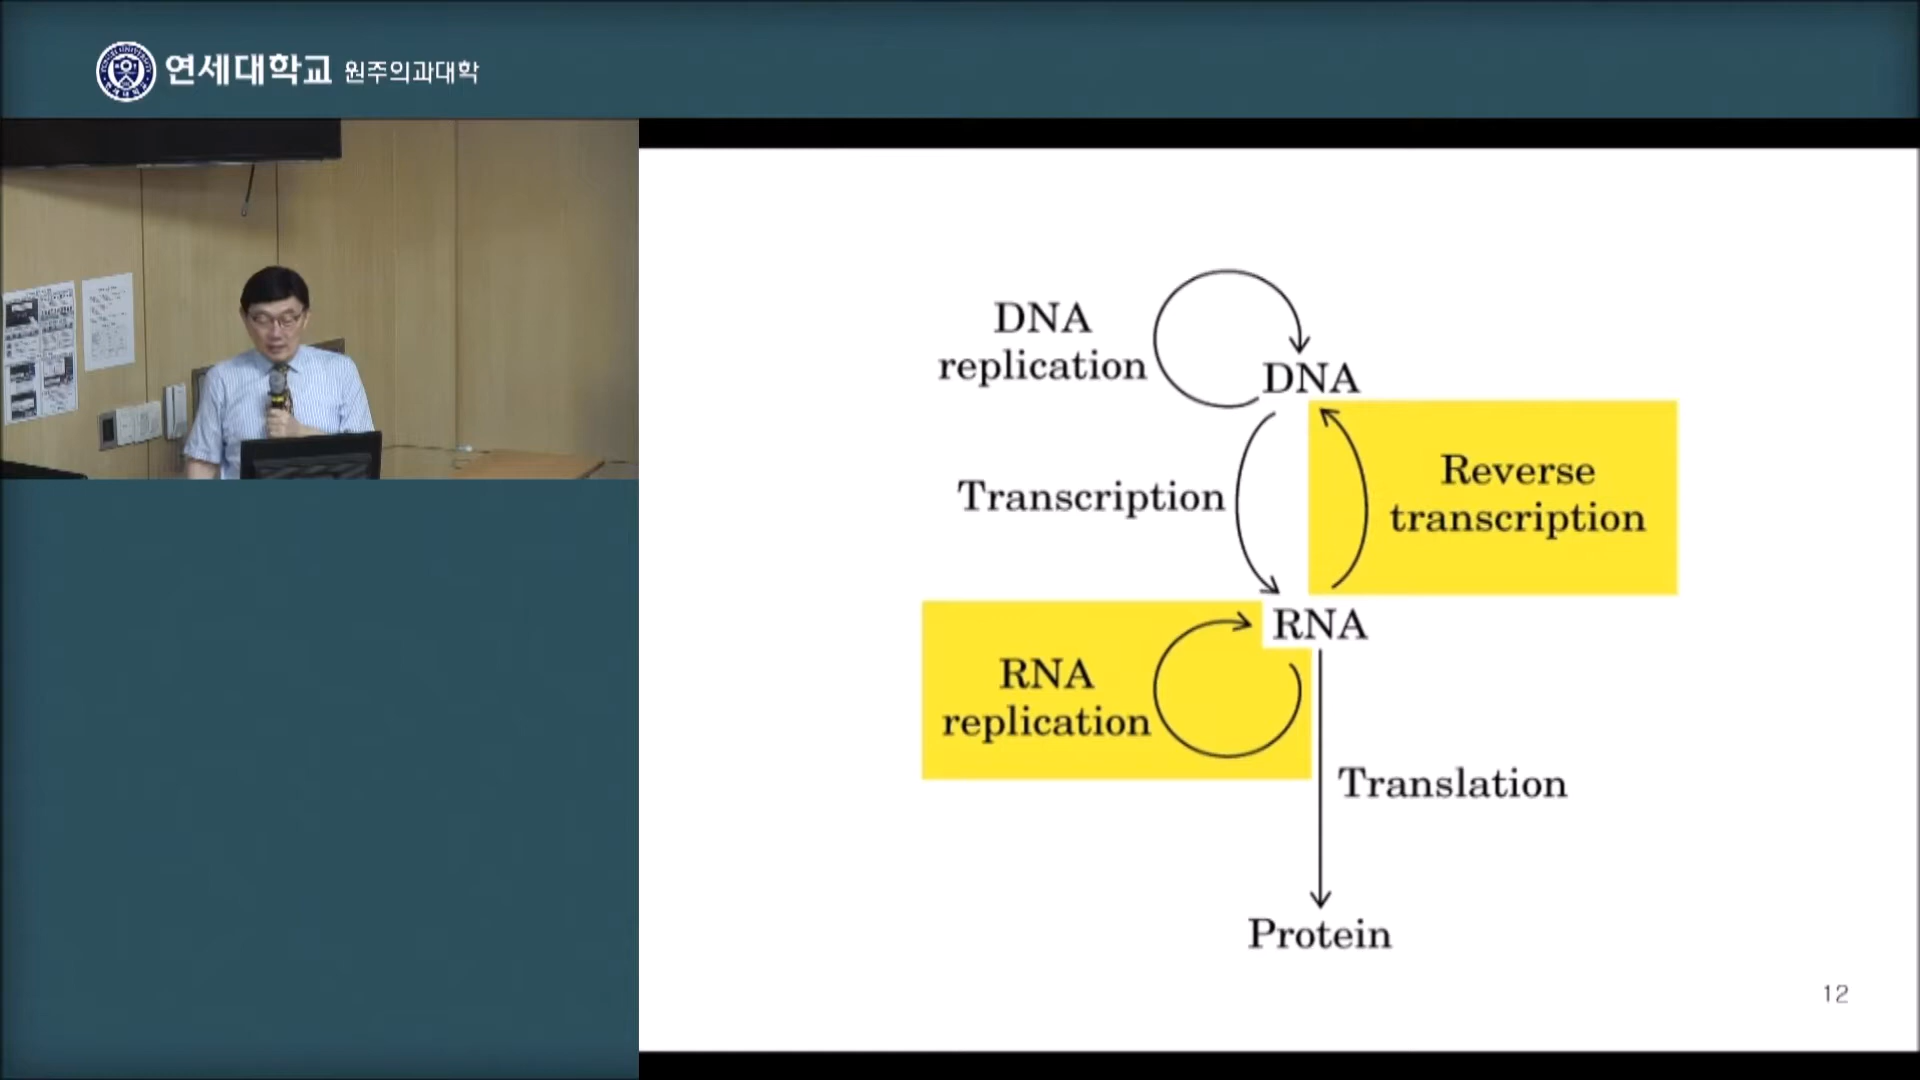 연세대학교 원주의과대학
DNA
replication
DNA
Transcription
Reverse
transcription
RNA
RNA
replication
Translation
Protein
12